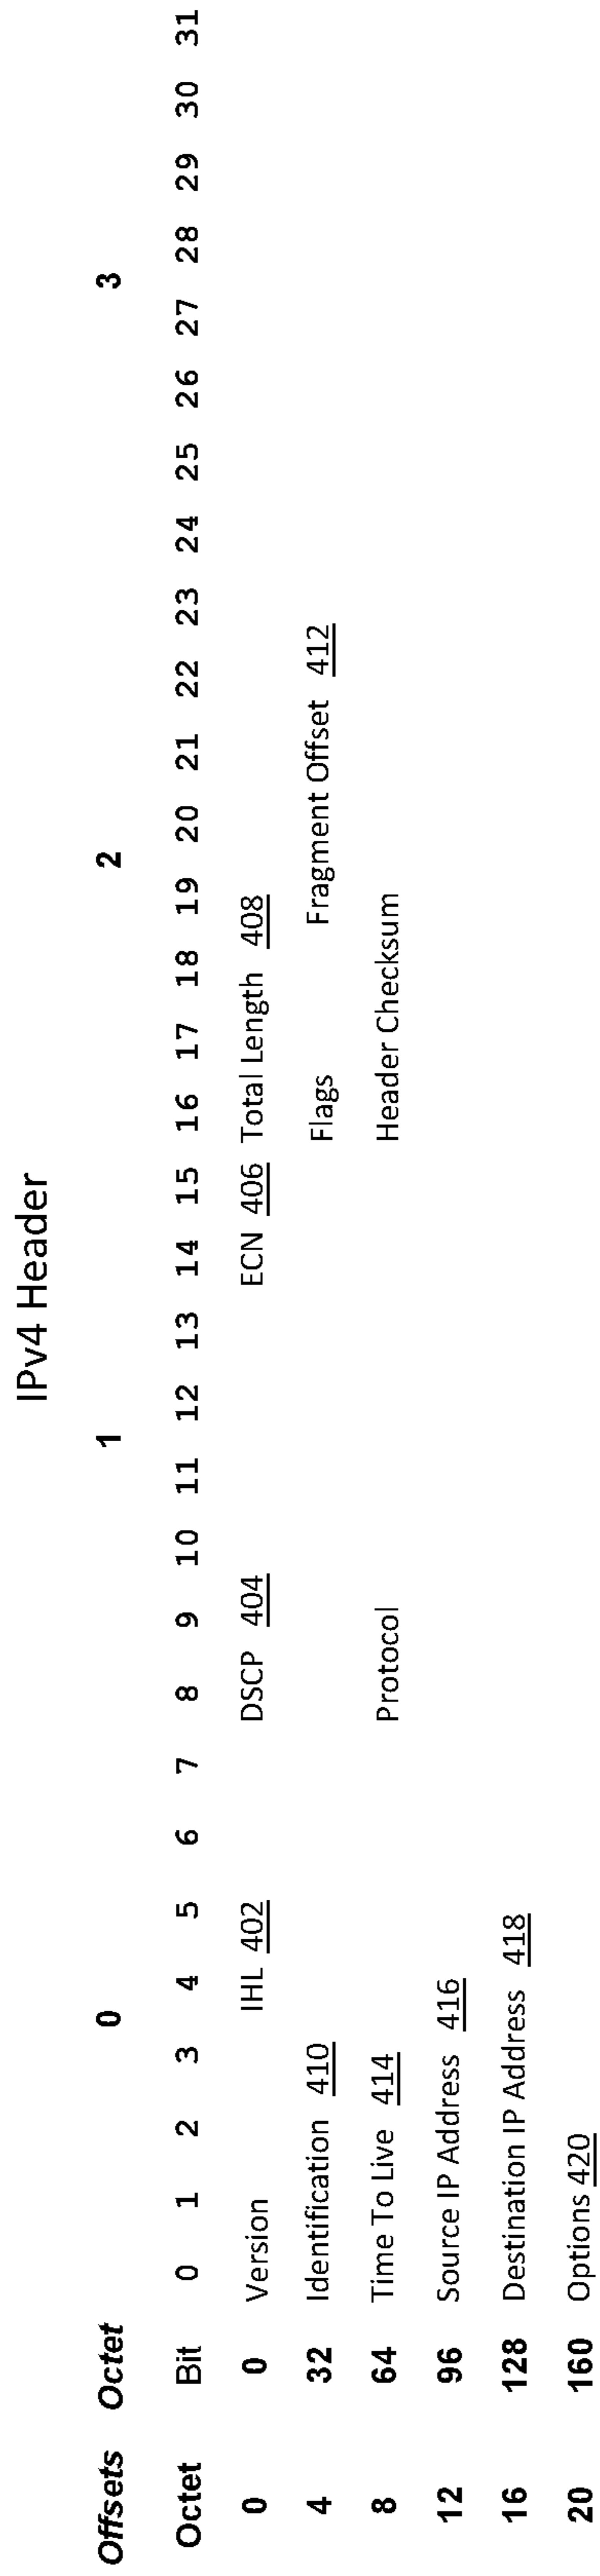 IPv4 Header
Offsets Octet 0 1 2 3
Octet Bit 0 1 2 3 4 5 6 7 8 9 10 11 12 13 14 15 16 17 18 19 20 21 22 23 24 25 26 27 28 29 30 31
0 0 Version IHL 402 DSCP 404 ECN 406 Total Length 408
4 32 Identification 410 Flags Fragment Offset 412
8 64 Time To Live 414 Protocol Header Checksum
12 96 Source IP Address 416
16 128 Destination IP Address 418
20 160 Options 420